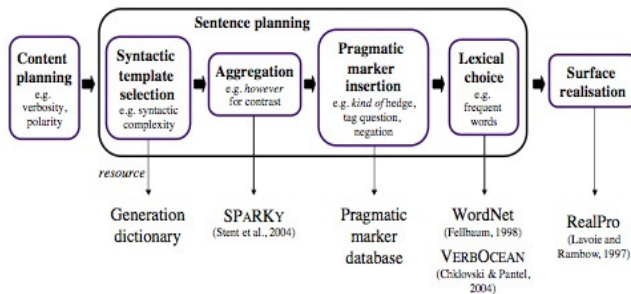 Sentence planning
Content
planning
e.g.
verbosity,
polarity
Syntactic
template
selection
e.g. syntactic
complexity
Aggregation
e.g. however
for contrast
Pragmatic
marker
insertion
e.g. kind of hedge,
tag question,
negation
Lexical
choice
e.g.
frequent
words
Surface
realisation
resource
Generation
dictionary
SPARKY
(Stent et al., 2004)
Pragmatic
marker
database
WordNet
(Fellbaum, 1998)
VERBOCEAN
(Chklovski & Pantel,
2004)
RealPro
(Lavoie and
Rambow, 1997)